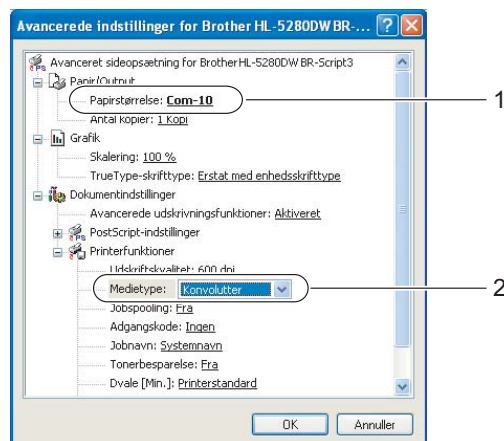 Avancerede indstillinger for Brother HL-5280DW BR-...
Avanceret sideopsætning for Brother HL-5280DW BR-Script3
Papir/Output
Papirstørrelse: Com-10
1
Antal kopier: 1 Kopi
Grafik
Skalering: 100 %
TrueType-skrifttype: Erstat med enhedsskrifttype
Dokumentindstillinger
Avancerede udskrivningsfunktioner: Aktiveret
PostScript-indstillinger
Printerfunktioner
Udskriftskvalitet: 600 dpi
Medietype: Konvolutter
2
Jobspooling: Fra
Adgangskode: Ingen
Jobnavn: Systemnavn
Tonerbesparelse: Fra
Dvale [Min.]: Printerstandard
OK
Annuller